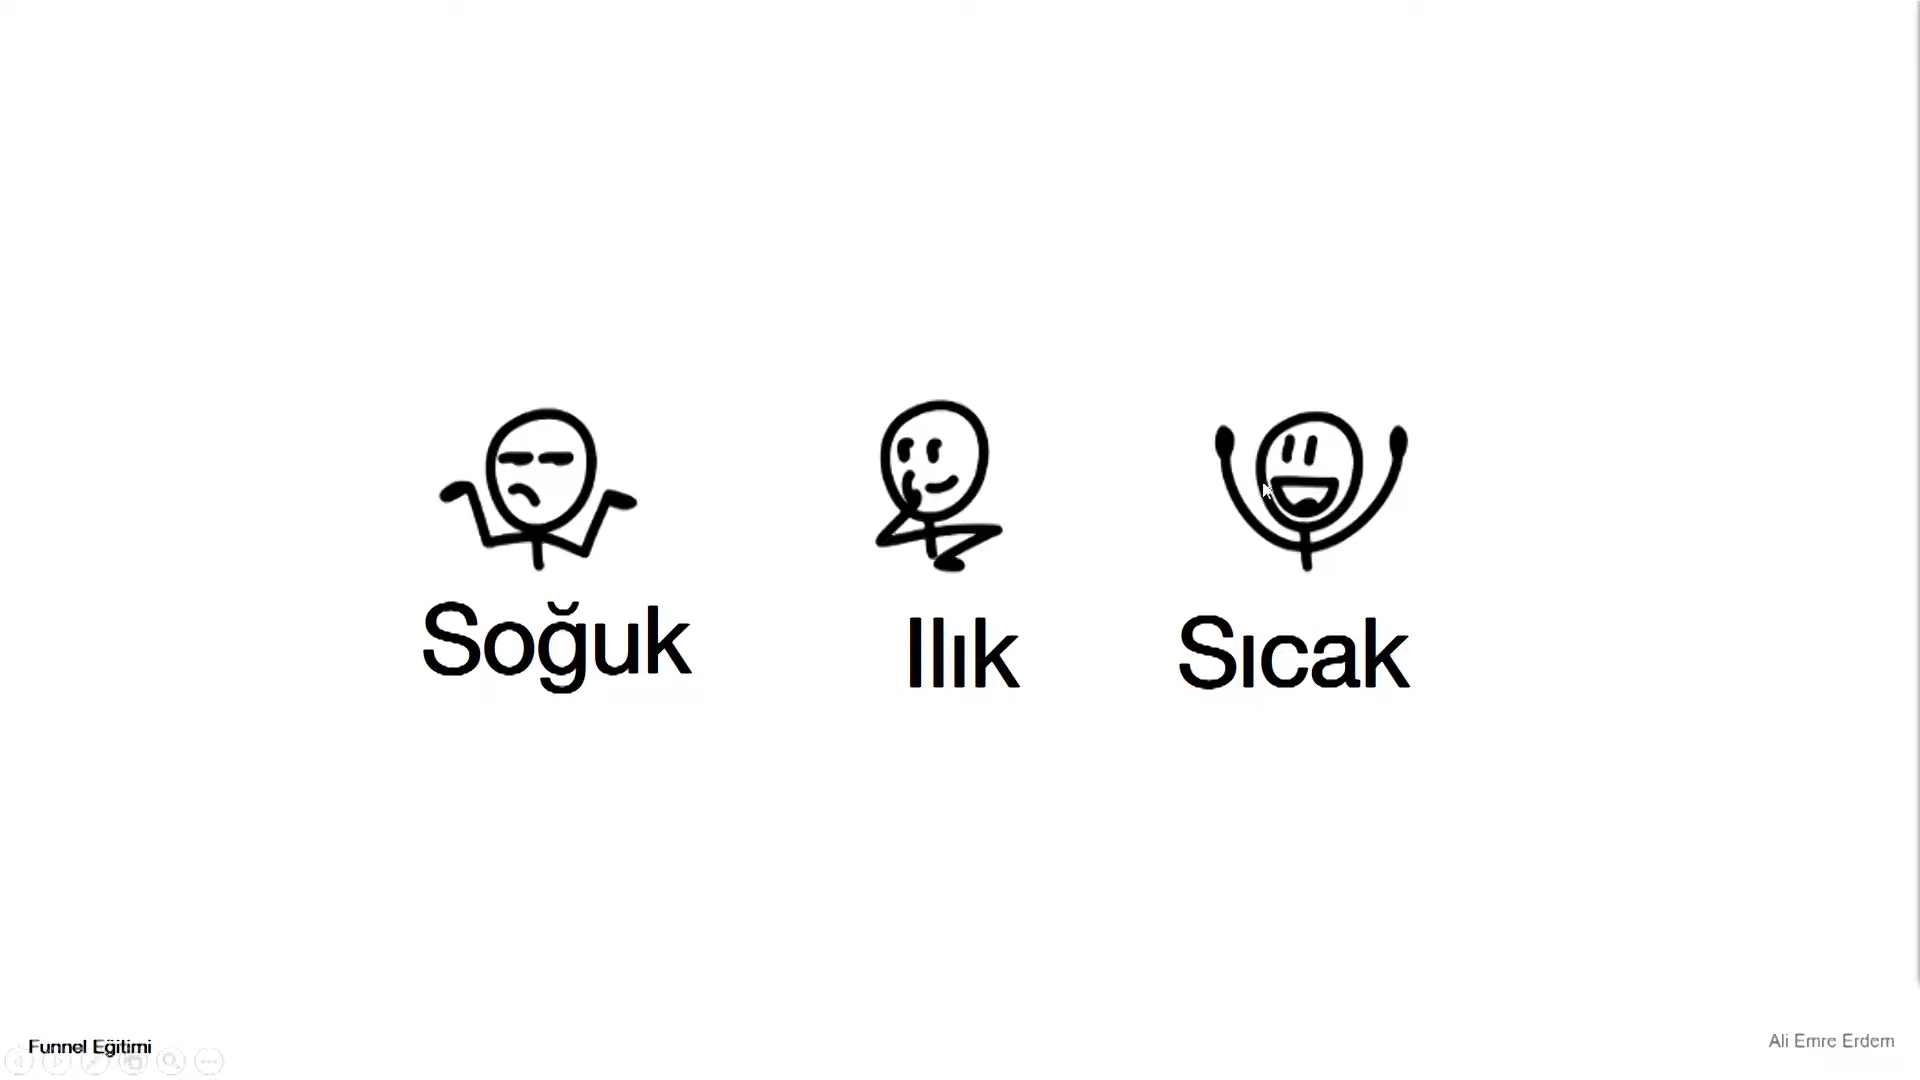 Soğuk
Ilık
Sıcak
Funnel Eğitimi
Ali Emre Erdem